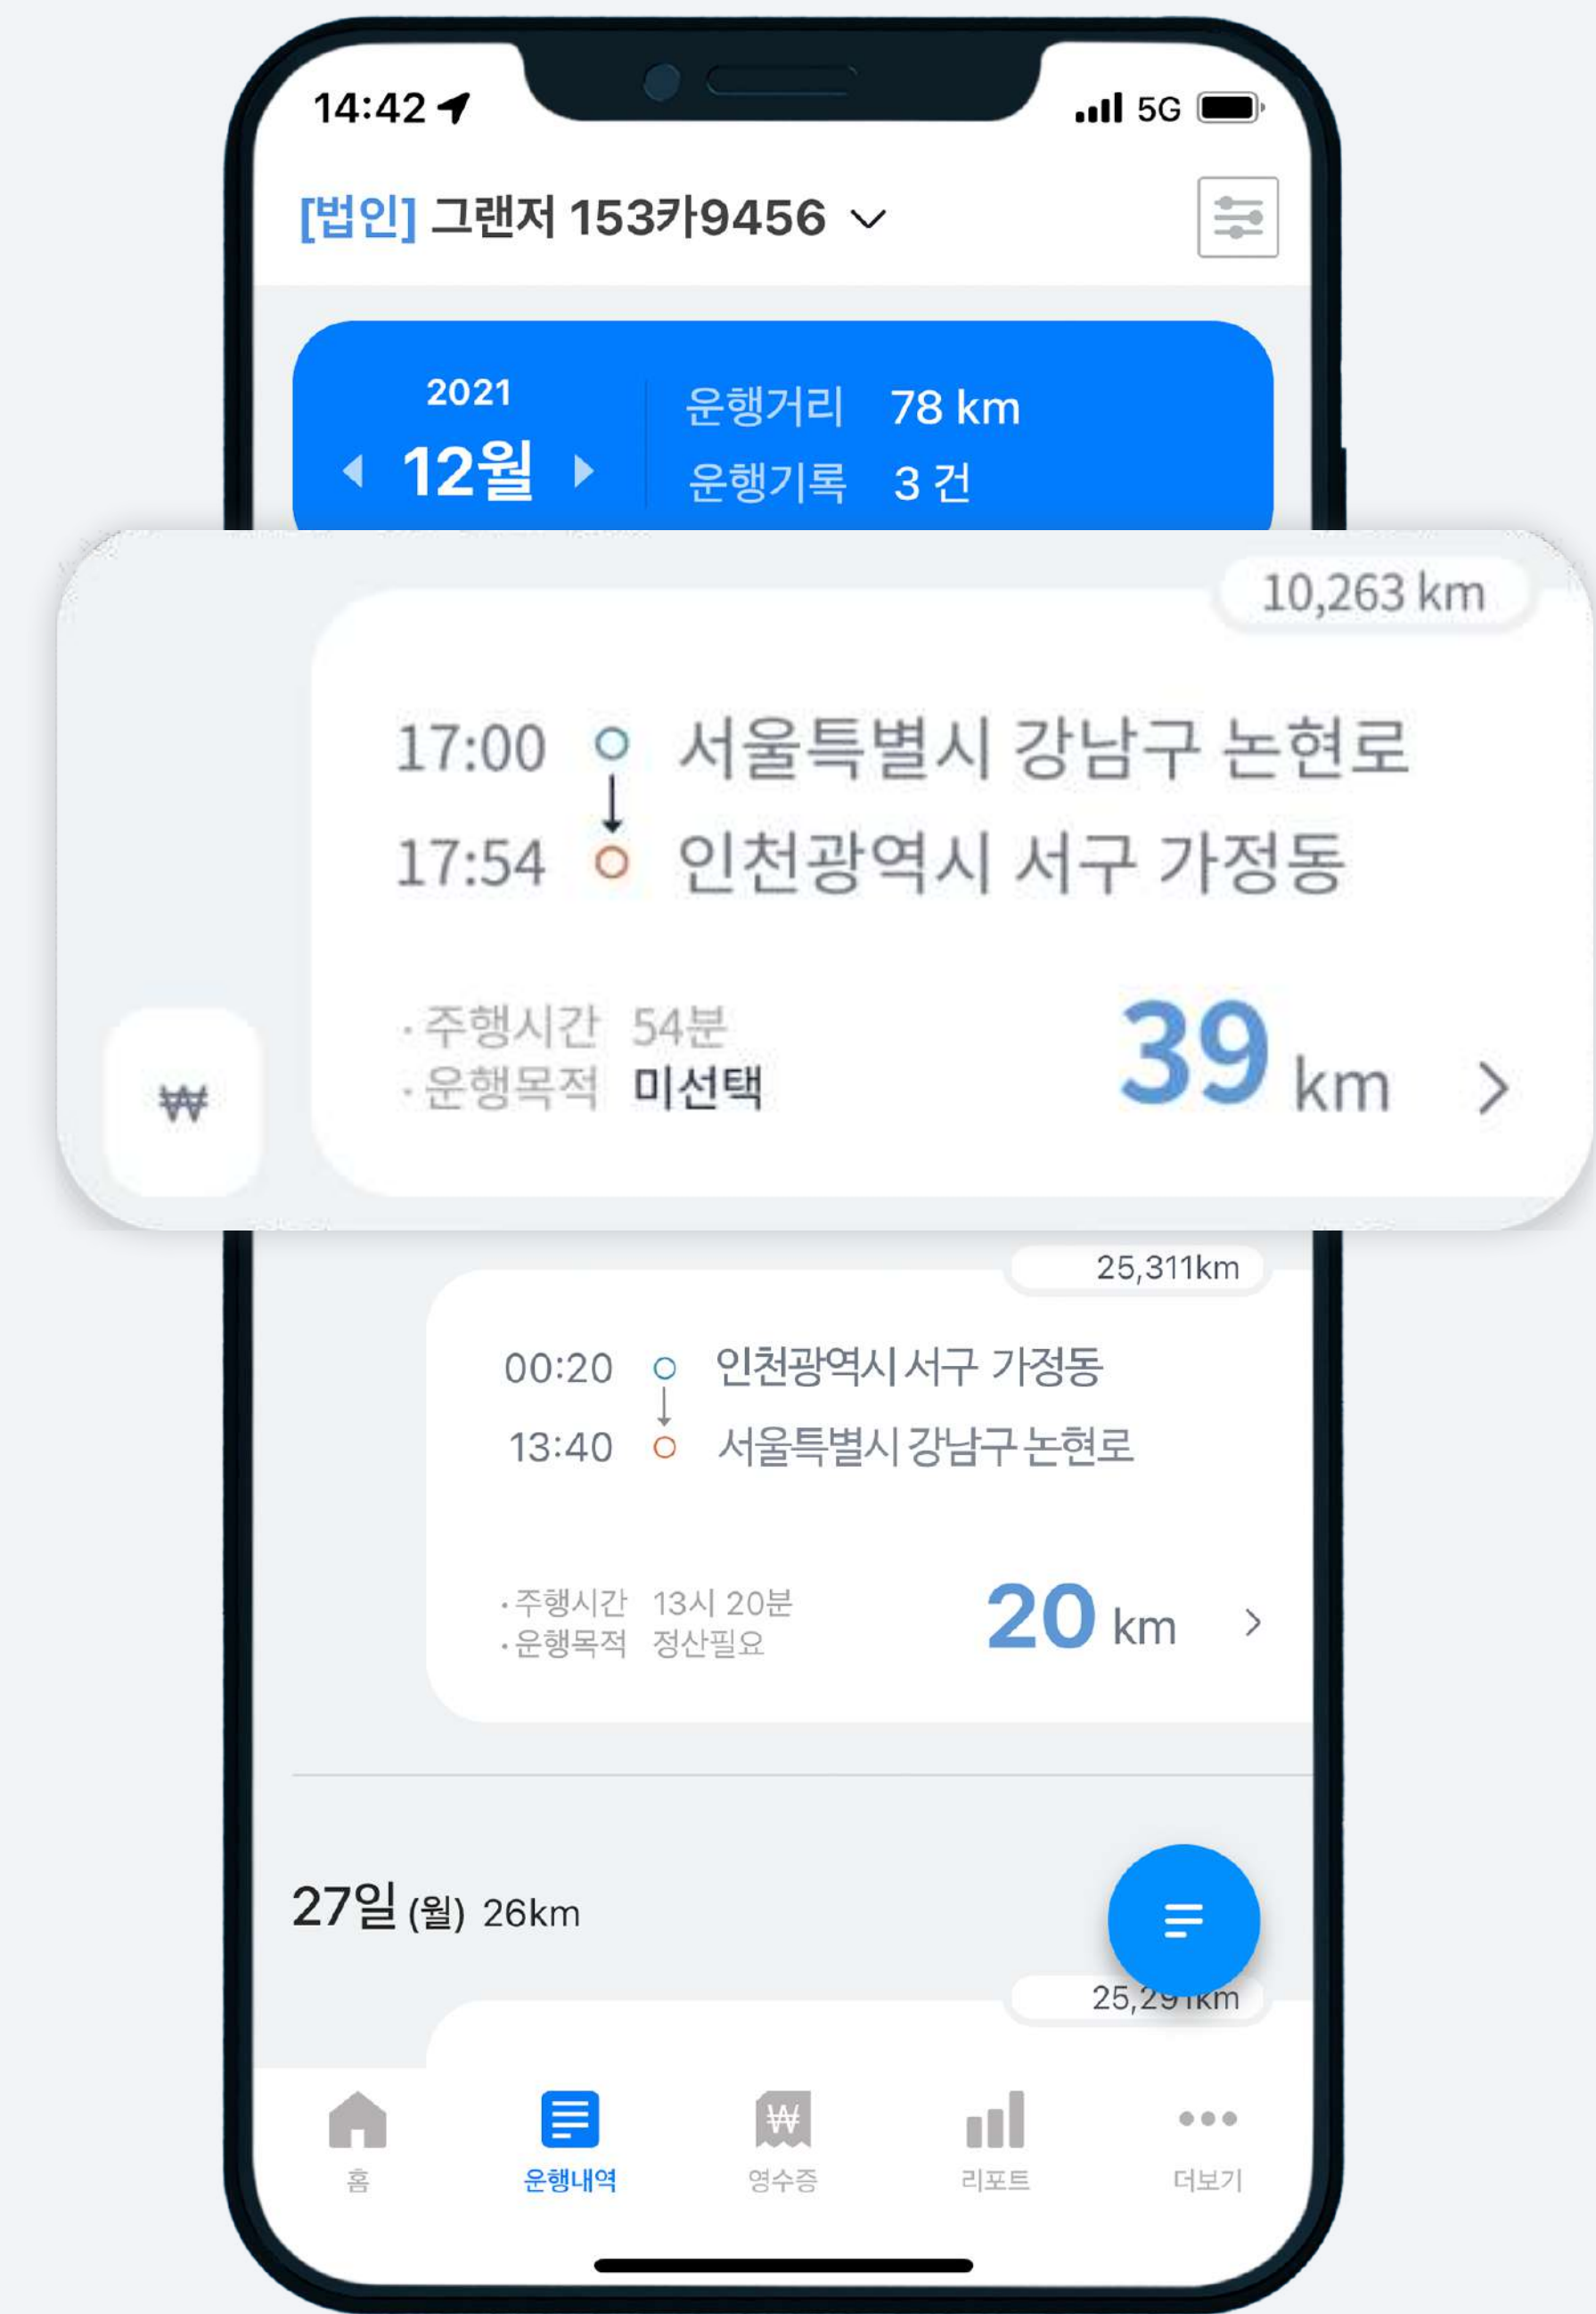 14:42
5G
[법인] 그랜저 153카9456
2021
12월
운행거리 78 km
운행기록 3 건
10,263 km
17:00 서울특별시 강남구 논현로
17:54 인천광역시 서구 가정동
· 주행시간 54분
· 운행목적 미선택
39 km
₩
25,311km
00:20 인천광역시 서구 가정동
13:40 서울특별시 강남구 논현로
· 주행시간 13시 20분
· 운행목적 정산필요
20 km
27일 (월) 26km
25,291km
₩
홈
운행내역
영수증
리포트
더보기